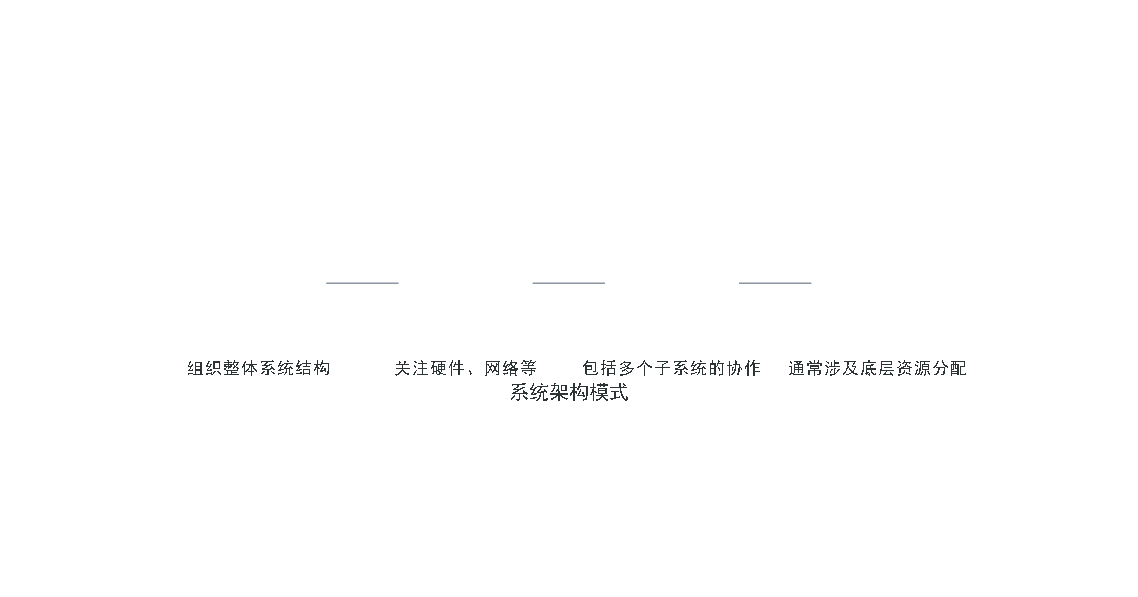 组织整体系统结构
关注硬件、网络等
包括多个子系统的协作
通常涉及底层资源分配
系统架构模式